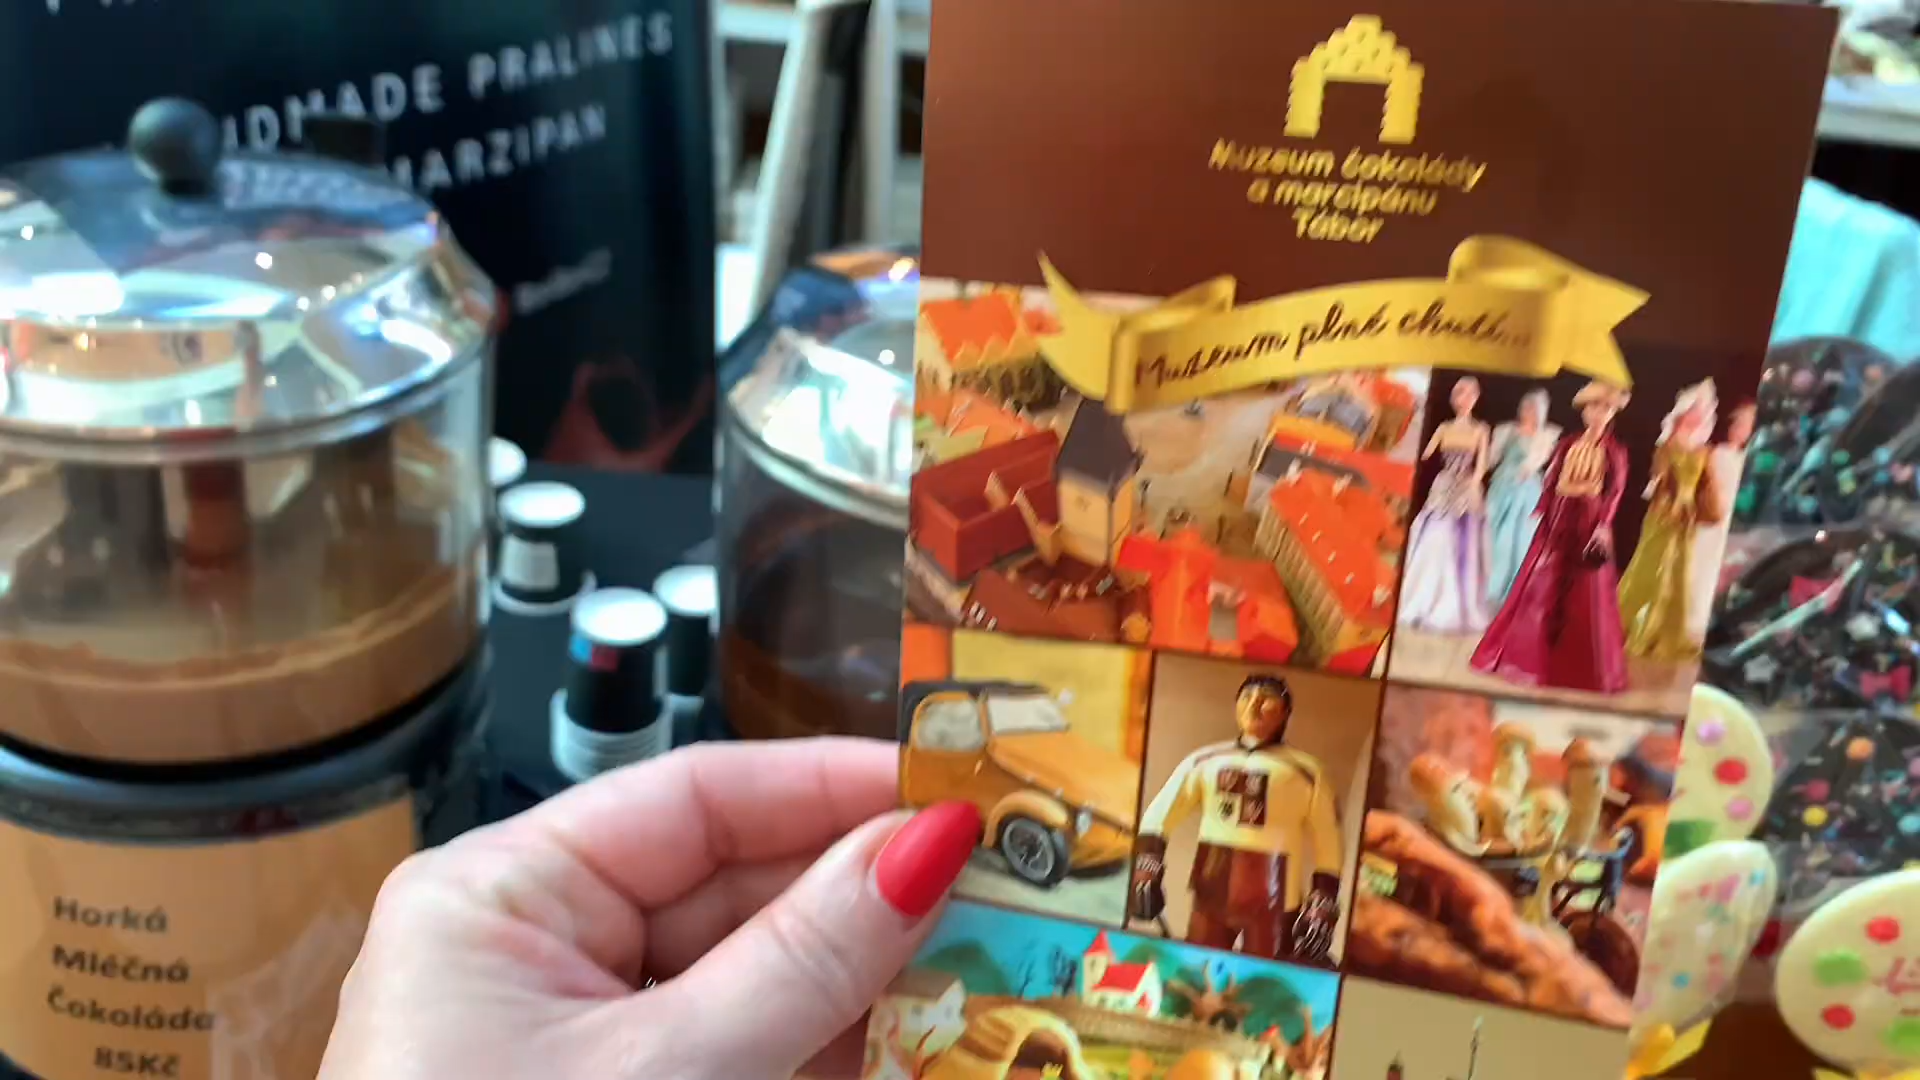 HANDMADE PRALINES
MARZIPAN
Muzeum čokolády
a marcipánu
Tábor
Muzeum plné chutí...
Horká
Mléčná
Čokoláda
85Kč